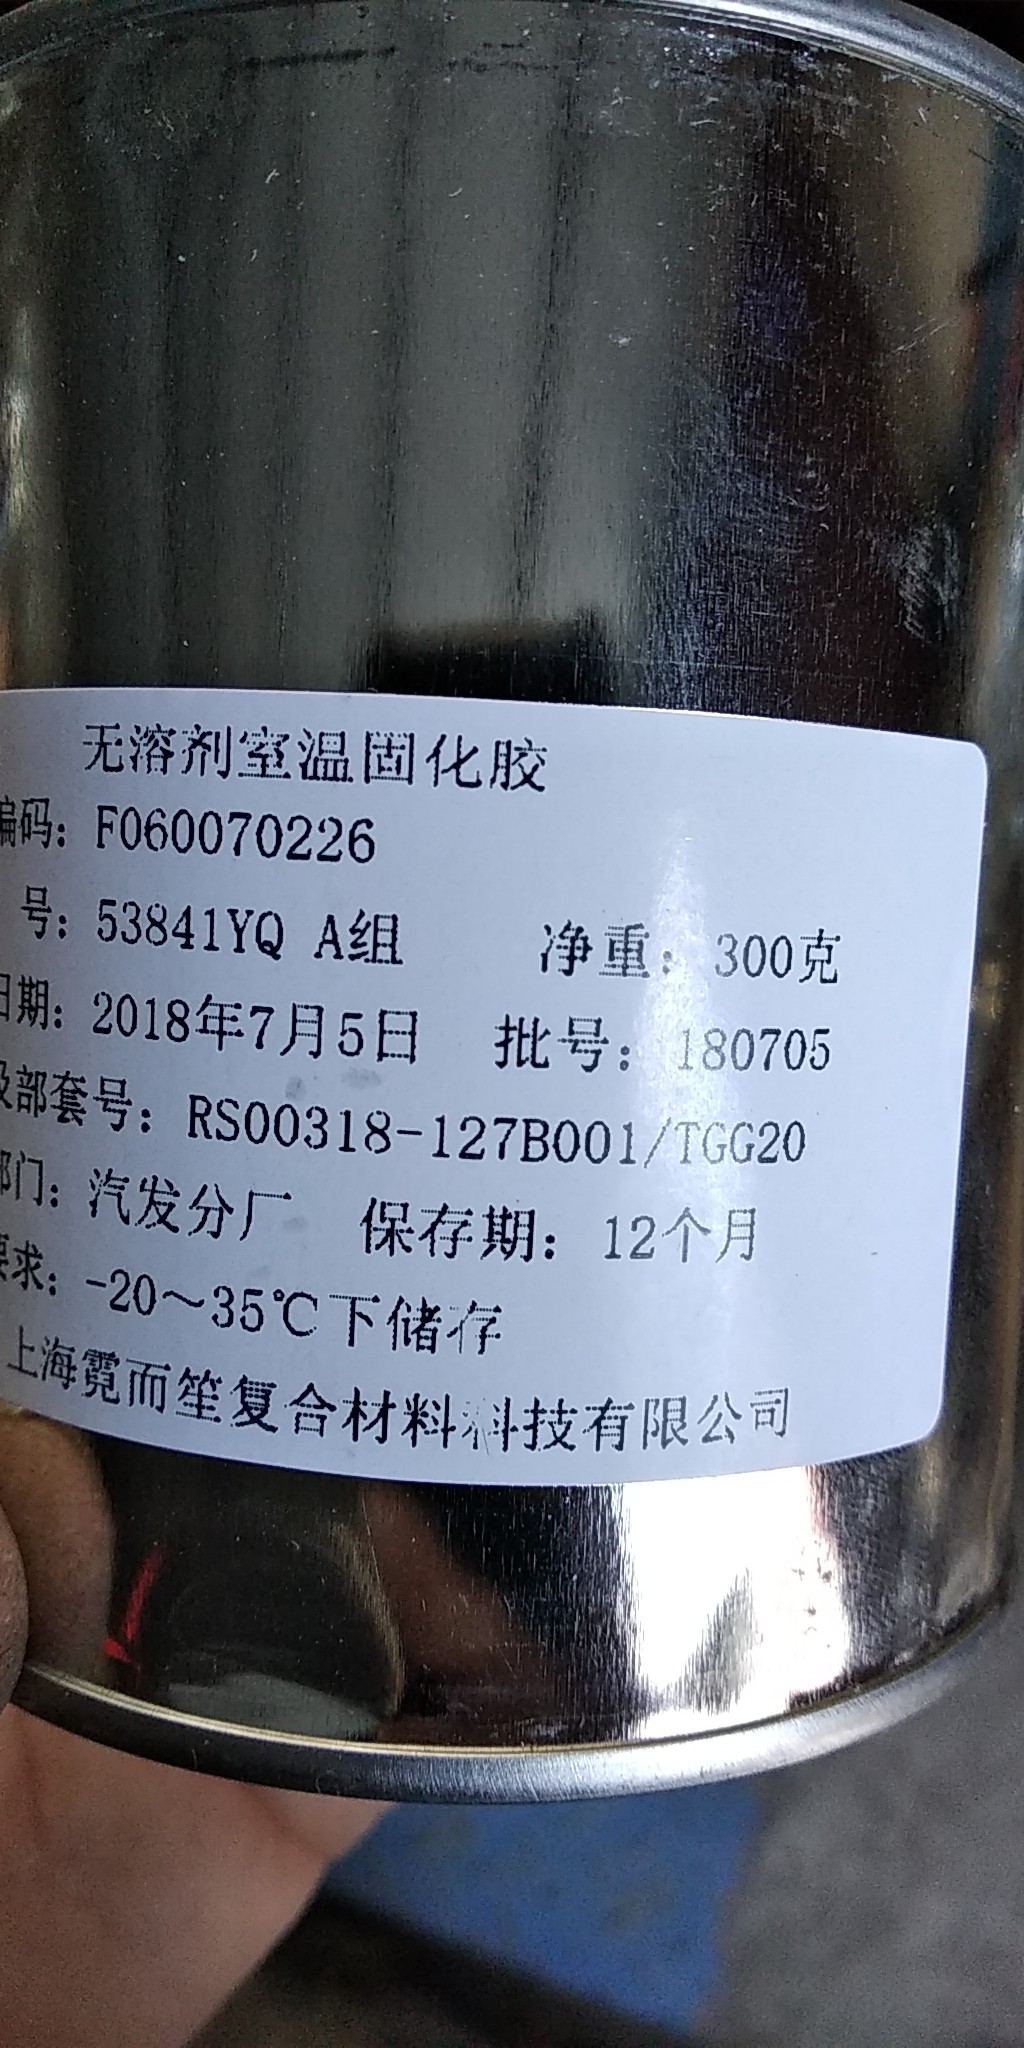 无溶剂室温固化胶
编码：F060070226
号：53841YQ A组 净重：300克
日期：2018年7月5日 批号：180705
及部套号：RS00318-127B001/TGG20
部门：汽发分厂 保存期：12个月
要求：-20～35℃下储存
上海霓而笙复合材料科技有限公司